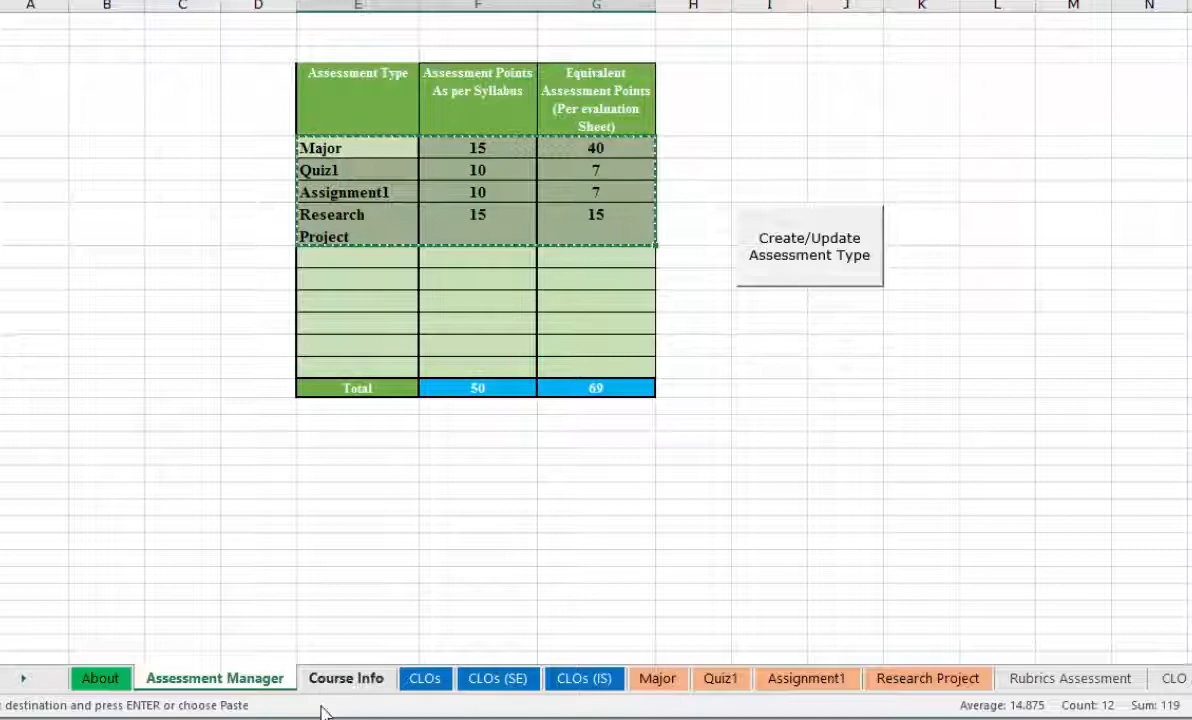 A B C D E F G H I J K L M N
Assessment Type Assessment Points Equivalent
As per Syllabus Assessment Points
(Per evaluation
Sheet)
Major 15 40
Quiz1 10 7
Assignment1 10 7
Research 15 15
Project
Create/Update
Assessment Type
Total 50 69
About Assessment Manager Course Info CLOs CLOs (SE) CLOs (IS) Major Quiz1 Assignment1 Research Project Rubrics Assessment CLO
destination and press ENTER or choose Paste Average: 14.875 Count: 12 Sum: 119